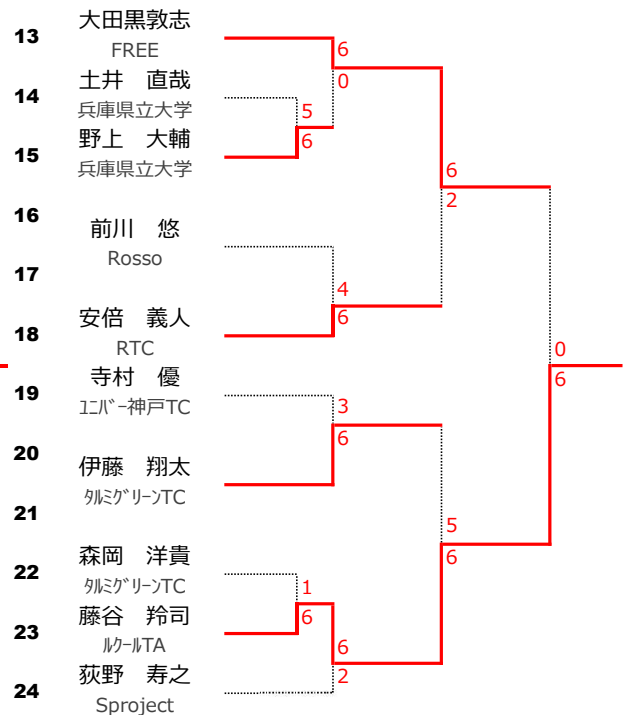 大田黒敦志
13
6
FREE
土井　直哉
0
14
兵庫県立大学
5
野上　大輔
6
15
兵庫県立大学
6
2
16
前川　悠
17
Rosso
4
安倍　義人
6
18
RTC
0
寺村　優
6
19
ﾕﾆﾊﾞｰ神戸TC
3
6
20
伊藤　翔太
ﾀﾙﾐｸﾞﾘｰﾝTC
21
5
森岡　洋貴
6
22
ﾀﾙﾐｸﾞﾘｰﾝTC
1
藤谷　羚司
6
23
ﾙｸｰﾙTA
6
荻野　寿之
2
24
Sproject